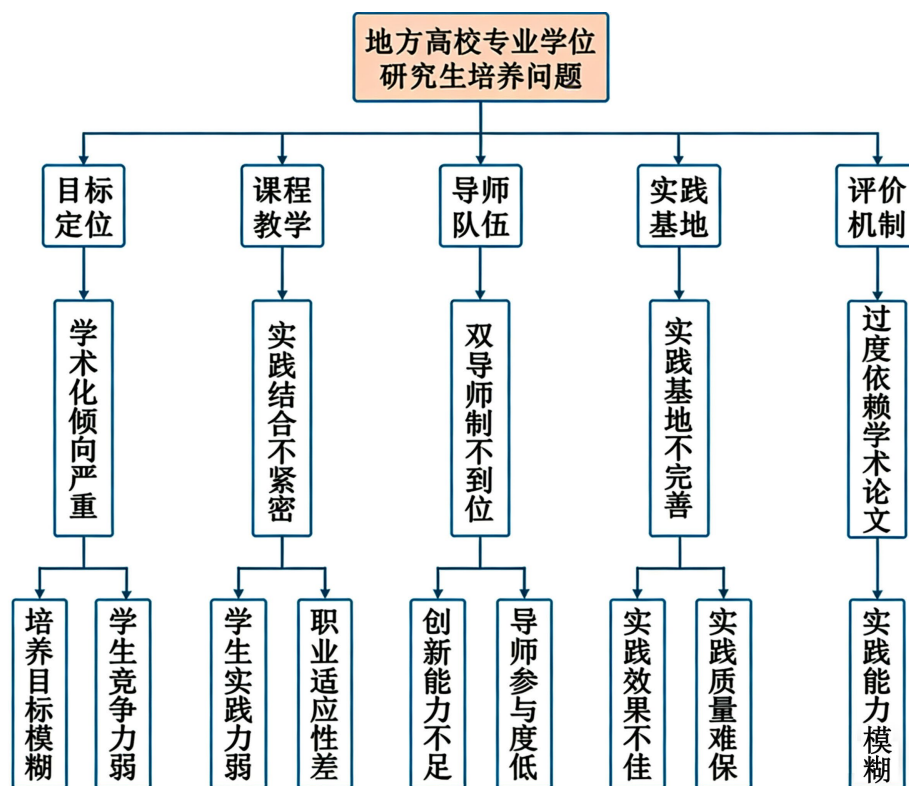 地方高校专业学位
研究生培养问题
目标
定位
课程
教学
导师
队伍
实践
基地
评价
机制
学术化倾向严重
实践结合不紧密
双导师制不到位
实践基地不完善
过度依赖学术论文
培养目标模糊
学生竞争力弱
学生实践力弱
职业适应性差
创新能力不足
导师参与度低
实践效果不佳
实践质量难保
实践能力模糊